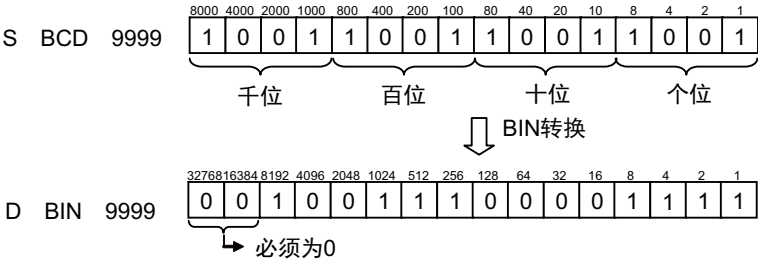 8000 4000 2000 1000 800 400 200 100 80 40 20 10 8 4 2 1
S BCD 9999 1 0 0 1 1 0 0 1 1 0 0 1 1 0 0 1
千位 百位 十位 个位
BIN转换
32768 16384 8192 4096 2048 1024 512 256 128 64 32 16 8 4 2 1
D BIN 9999 0 0 1 0 0 1 1 1 0 0 0 0 1 1 1 1
必须为0